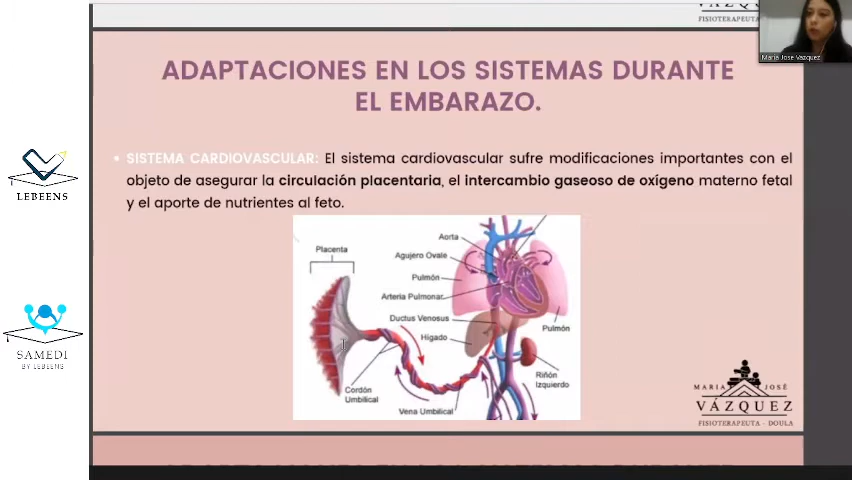 FISIOTERAPEUTA
Maria Jose Vazquez
ADAPTACIONES EN LOS SISTEMAS DURANTE
EL EMBARAZO.
• SISTEMA CARDIOVASCULAR: El sistema cardiovascular sufre modificaciones importantes con el
objeto de asegurar la circulación placentaria, el intercambio gaseoso de oxígeno materno fetal
y el aporte de nutrientes al feto.
LEBEENS
SAMEDI
BY LEBEENS
Placenta
Aorta
Agujero Ovale
Pulmón
Arteria Pulmonar
Ductus Venosus
Hígado
Pulmón
Riñón
Izquierdo
Cordón
Umbilical
Vena Umbilical
MARIA JOSÉ
VÁZQUEZ
FISIOTERAPEUTA - DOULA